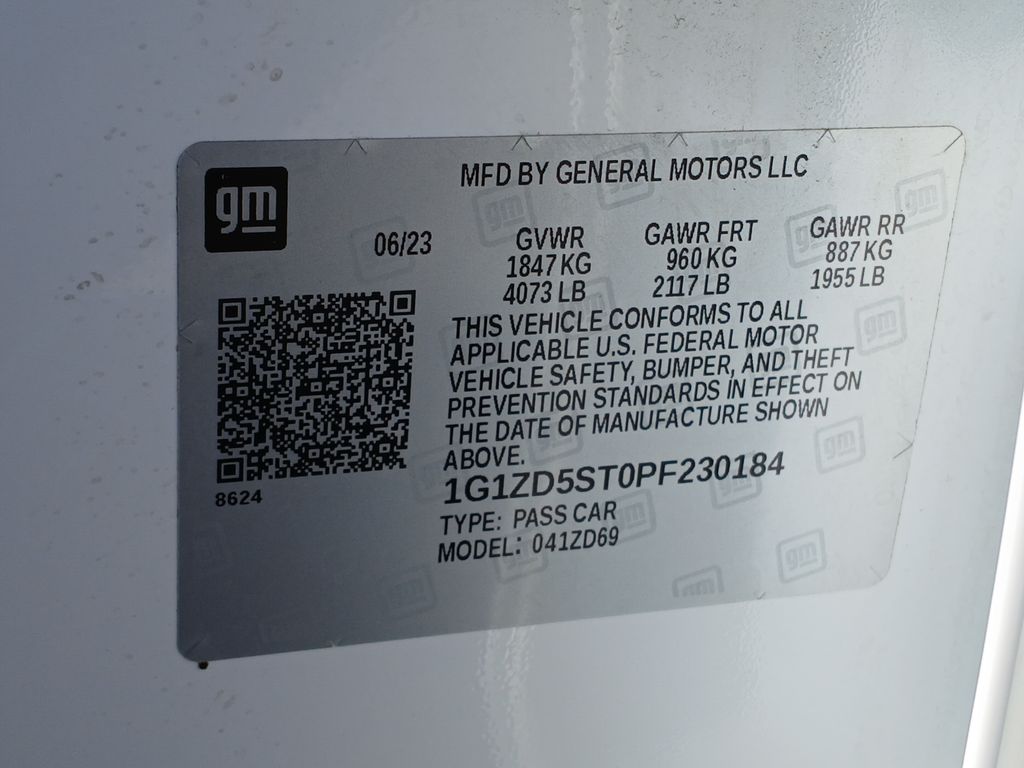 gm
MFD BY GENERAL MOTORS LLC
06/23 GVWR GAWR FRT GAWR RR
1847 KG 960 KG 887 KG
4073 LB 2117 LB 1955 LB
THIS VEHICLE CONFORMS TO ALL
APPLICABLE U.S. FEDERAL MOTOR
VEHICLE SAFETY, BUMPER, AND THEFT
PREVENTION STANDARDS IN EFFECT ON
THE DATE OF MANUFACTURE SHOWN
ABOVE.
8624
1G1ZD5ST0PF230184
TYPE: PASS CAR
MODEL: 041ZD69